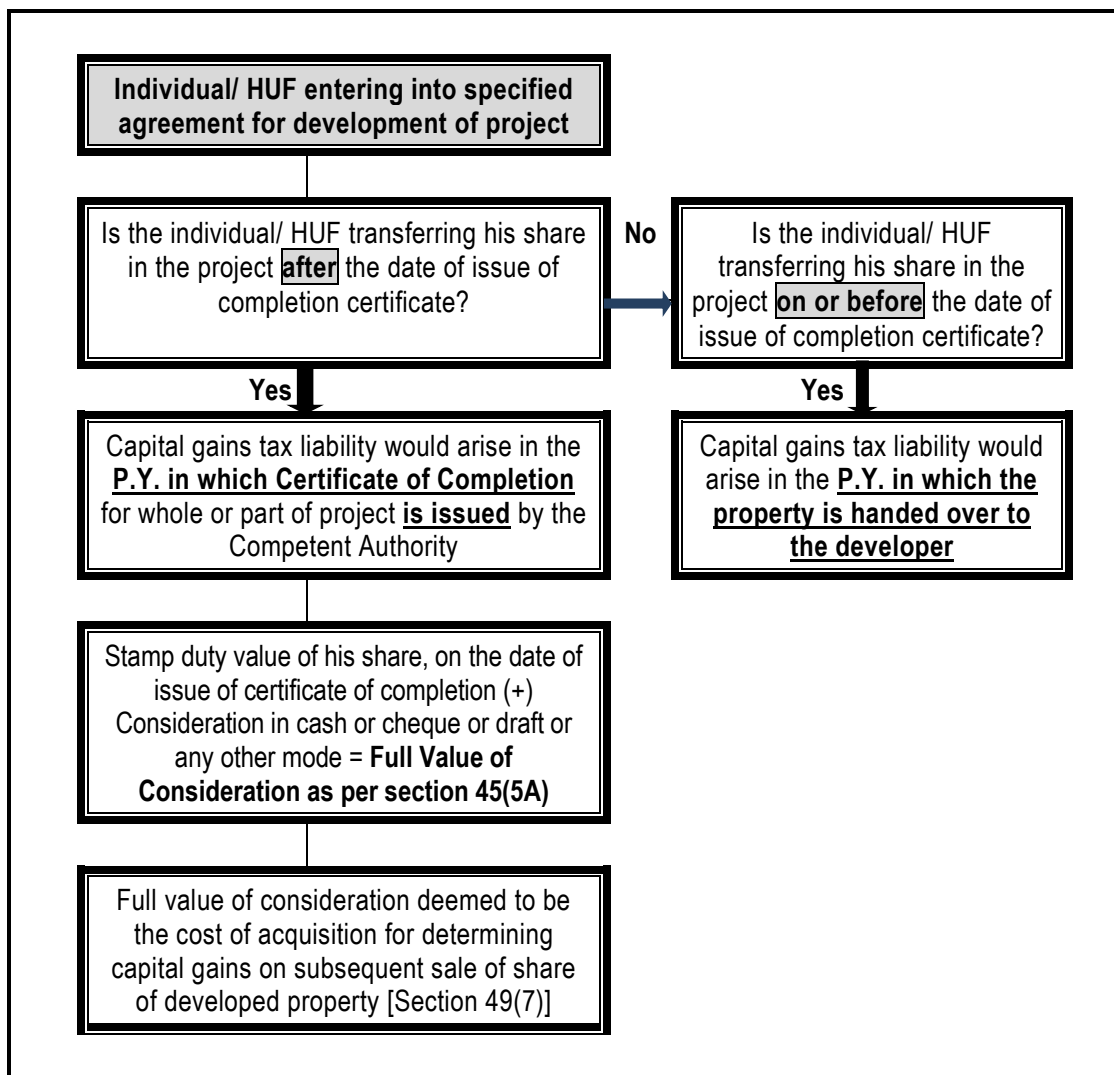 Individual/ HUF entering into specified
agreement for development of project
Is the individual/ HUF transferring his share
in the project after the date of issue of
completion certificate?
No
Is the individual/ HUF
transferring his share in the
project on or before the date of
issue of completion certificate?
Yes
Yes
Capital gains tax liability would arise in the
P.Y. in which Certificate of Completion
for whole or part of project is issued by the
Competent Authority
Capital gains tax liability would
arise in the P.Y. in which the
property is handed over to
the developer
Stamp duty value of his share, on the date of
issue of certificate of completion (+)
Consideration in cash or cheque or draft or
any other mode = Full Value of
Consideration as per section 45(5A)
Full value of consideration deemed to be
the cost of acquisition for determining
capital gains on subsequent sale of share
of developed property [Section 49(7)]